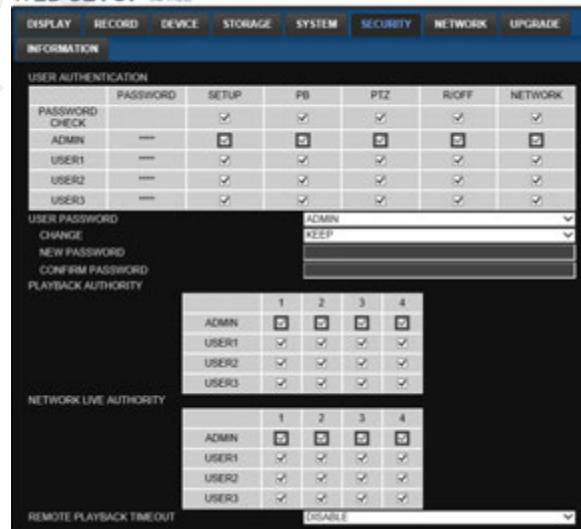 DISPLAY RECORD DEVICE STORAGE SYSTEM SECURITY NETWORK UPGRADE
INFORMATION
USER AUTHENTICATION
PASSWORD SETUP PB PTZ R/OFF NETWORK
PASSWORD
CHECK
ADMIN ****
USER1 ****
USER2 ****
USER3 ****
USER PASSWORD ADMIN
CHANGE KEEP
NEW PASSWORD
CONFIRM PASSWORD
PLAYBACK AUTHORITY
1 2 3 4
ADMIN
USER1
USER2
USER3
NETWORK LIVE AUTHORITY
1 2 3 4
ADMIN
USER1
USER2
USER3
REMOTE PLAYBACK TIMEOUT DISABLE